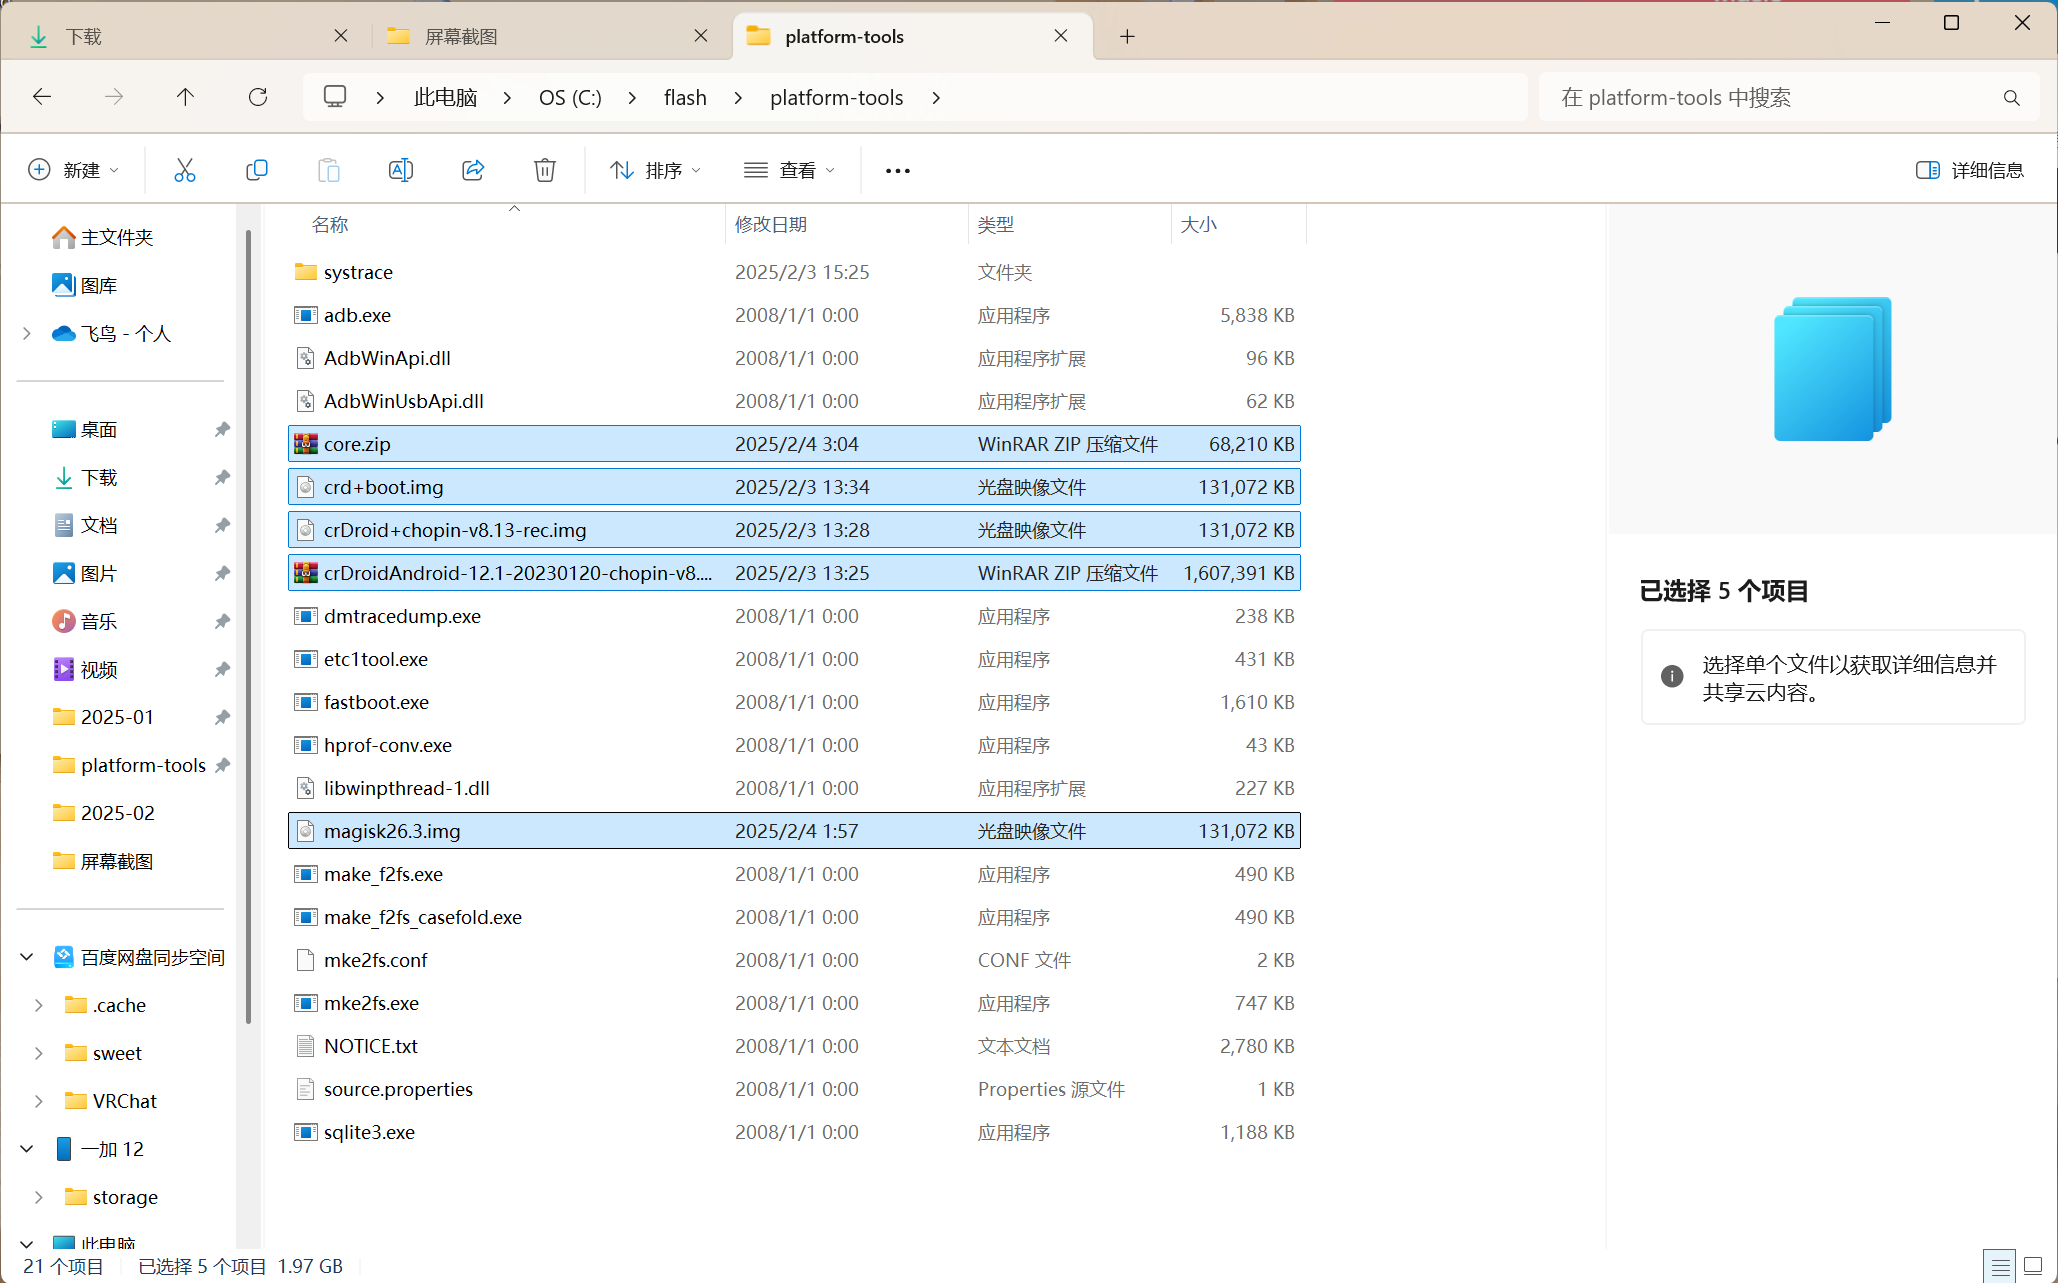 下载
屏幕截图
platform-tools
此电脑 OS (C:) flash platform-tools
在 platform-tools 中搜索
新建
排序
查看
详细信息
主文件夹
图库
飞鸟 - 个人
桌面
下载
文档
图片
音乐
视频
2025-01
platform-tools
2025-02
屏幕截图
百度网盘同步空间
.cache
sweet
VRChat
一加 12
storage
此电脑
名称 修改日期 类型 大小
systrace 2025/2/3 15:25 文件夹
adb.exe 2008/1/1 0:00 应用程序 5,838 KB
AdbWinApi.dll 2008/1/1 0:00 应用程序扩展 96 KB
AdbWinUsbApi.dll 2008/1/1 0:00 应用程序扩展 62 KB
core.zip 2025/2/4 3:04 WinRAR ZIP 压缩文件 68,210 KB
crd+boot.img 2025/2/3 13:34 光盘映像文件 131,072 KB
crDroid+chopin-v8.13-rec.img 2025/2/3 13:28 光盘映像文件 131,072 KB
crDroidAndroid-12.1-20230120-chopin-v8.... 2025/2/3 13:25 WinRAR ZIP 压缩文件 1,607,391 KB
dmtracedump.exe 2008/1/1 0:00 应用程序 238 KB
etc1tool.exe 2008/1/1 0:00 应用程序 431 KB
fastboot.exe 2008/1/1 0:00 应用程序 1,610 KB
hprof-conv.exe 2008/1/1 0:00 应用程序 43 KB
libwinpthread-1.dll 2008/1/1 0:00 应用程序扩展 227 KB
magisk26.3.img 2025/2/4 1:57 光盘映像文件 131,072 KB
make_f2fs.exe 2008/1/1 0:00 应用程序 490 KB
make_f2fs_casefold.exe 2008/1/1 0:00 应用程序 490 KB
mke2fs.conf 2008/1/1 0:00 CONF 文件 2 KB
mke2fs.exe 2008/1/1 0:00 应用程序 747 KB
NOTICE.txt 2008/1/1 0:00 文本文档 2,780 KB
source.properties 2008/1/1 0:00 Properties 源文件 1 KB
sqlite3.exe 2008/1/1 0:00 应用程序 1,188 KB
已选择 5 个项目
选择单个文件以获取详细信息并
共享云内容。
21 个项目 已选择 5 个项目 1.97 GB